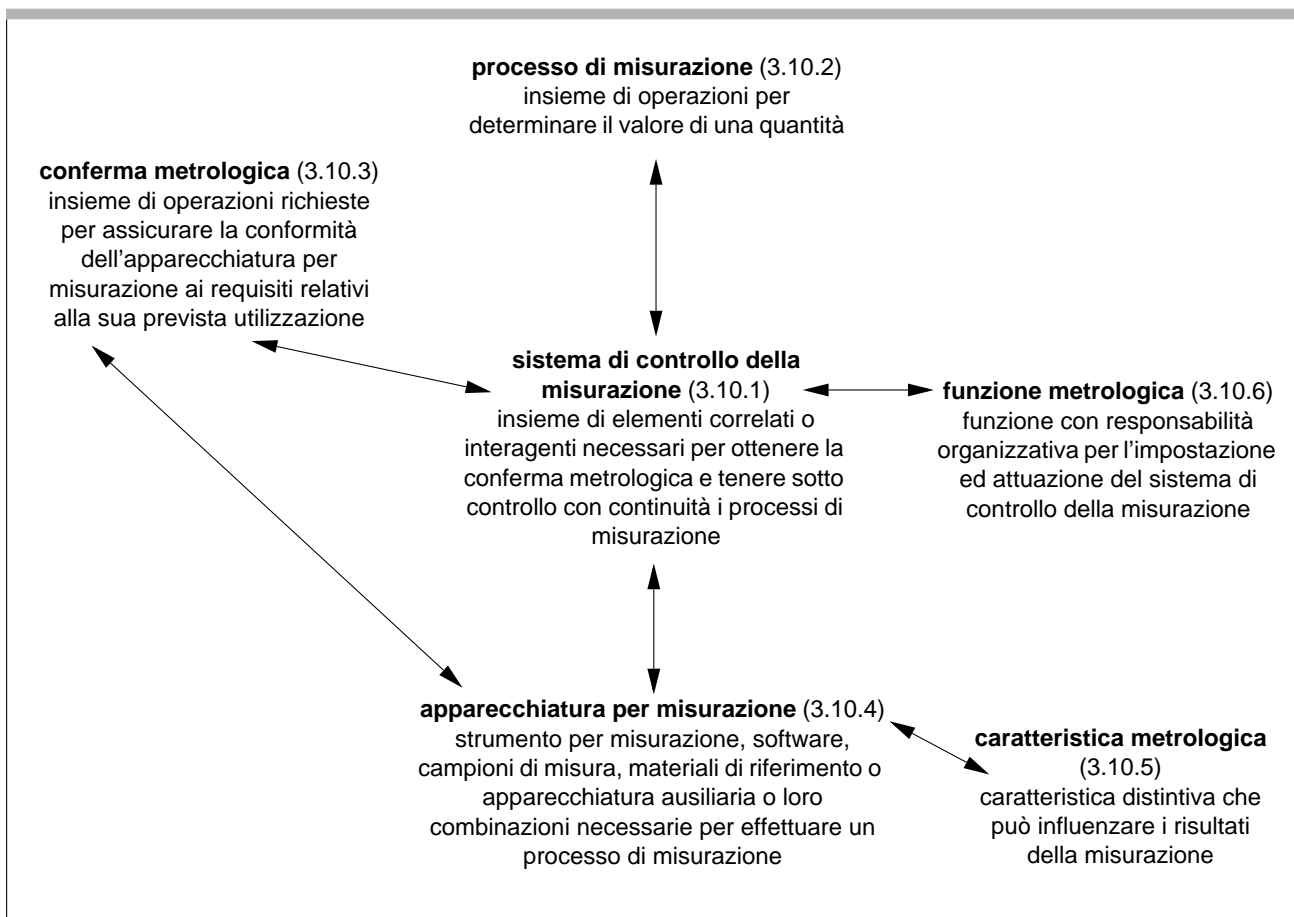 processo di misurazione (3.10.2)
insieme di operazioni per
determinare il valore di una quantità
conferma metrologica (3.10.3)
insieme di operazioni richieste
per assicurare la conformità
dell'apparecchiatura per
misurazione ai requisiti relativi
alla sua prevista utilizzazione
sistema di controllo della
misurazione (3.10.1)
insieme di elementi correlati o
interagenti necessari per ottenere la
conferma metrologica e tenere sotto
controllo con continuità i processi di
misurazione
funzione metrologica (3.10.6)
funzione con responsabilità
organizzativa per l'impostazione
ed attuazione del sistema di
controllo della misurazione
apparecchiatura per misurazione (3.10.4)
strumento per misurazione, software,
campioni di misura, materiali di riferimento o
apparecchiatura ausiliaria o loro
combinazioni necessarie per effettuare un
processo di misurazione
caratteristica metrologica
(3.10.5)
caratteristica distintiva che
può influenzare i risultati
della misurazione